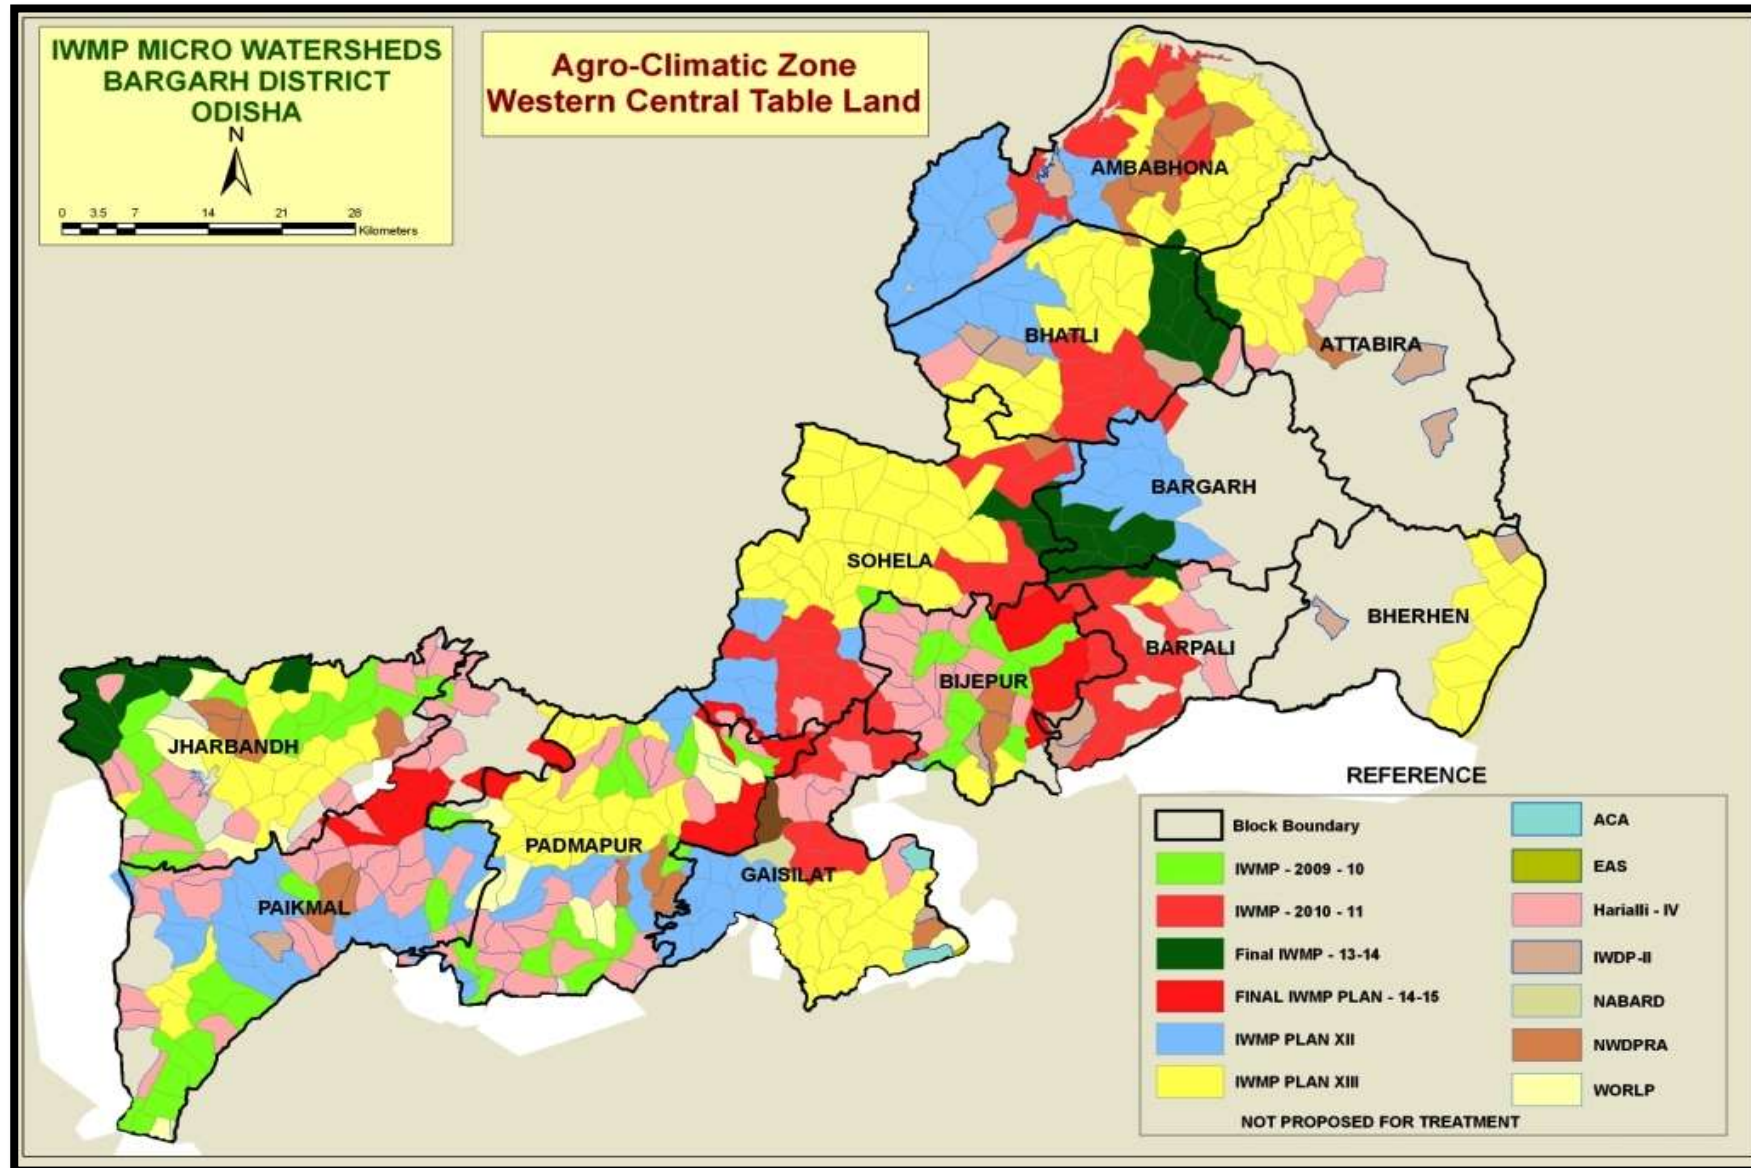 IWMP MICRO WATERSHEDS
BARGARH DISTRICT
ODISHA
N
0 3.5 7 14 21 28
Kilometers
Agro-Climatic Zone
Western Central Table Land
AMBABHONA
BHATLI
ATTABIRA
BARGARH
SOHELA
BHERHEN
BARPALI
BIJEPUR
JHARBANDH
PADMAPUR
GAISILAT
PAIKMAL
REFERENCE
Block Boundary
IWMP - 2009 - 10
IWMP - 2010 - 11
Final IWMP - 13-14
FINAL IWMP PLAN - 14-15
IWMP PLAN XII
IWMP PLAN XIII
ACA
EAS
Harialli - IV
IWDP-II
NABARD
NWDPRA
WORLP
NOT PROPOSED FOR TREATMENT